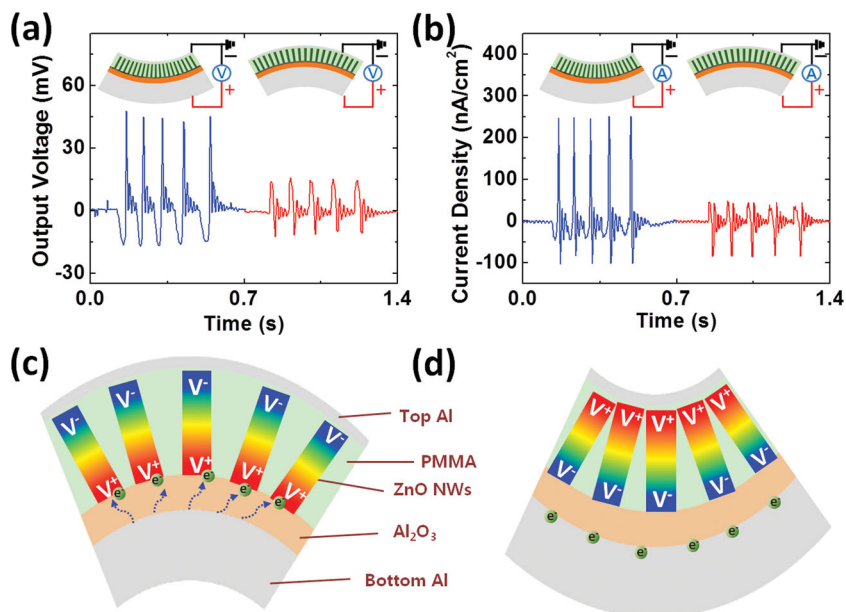 (a)
Output Voltage (mV)
60
30
0
-30
V
−
+
V
−
+
0.0
0.7
1.4
Time (s)
(b)
Current Density (nA/cm²)
400
300
200
100
0
-100
A
−
+
A
−
+
0.0
0.7
1.4
Time (s)
(c)
V⁻
V⁻
V⁻
V⁻
V⁻
V⁺
V⁺
V⁺
V⁺
V⁺
e⁻
e⁻
e⁻
e⁻
e⁻
Top Al
PMMA
ZnO NWs
Al₂O₃
Bottom Al
(d)
V⁺
V⁺
V⁺
V⁺
V⁺
V⁻
V⁻
V⁻
V⁻
V⁻
e⁻
e⁻
e⁻
e⁻
e⁻
e⁻